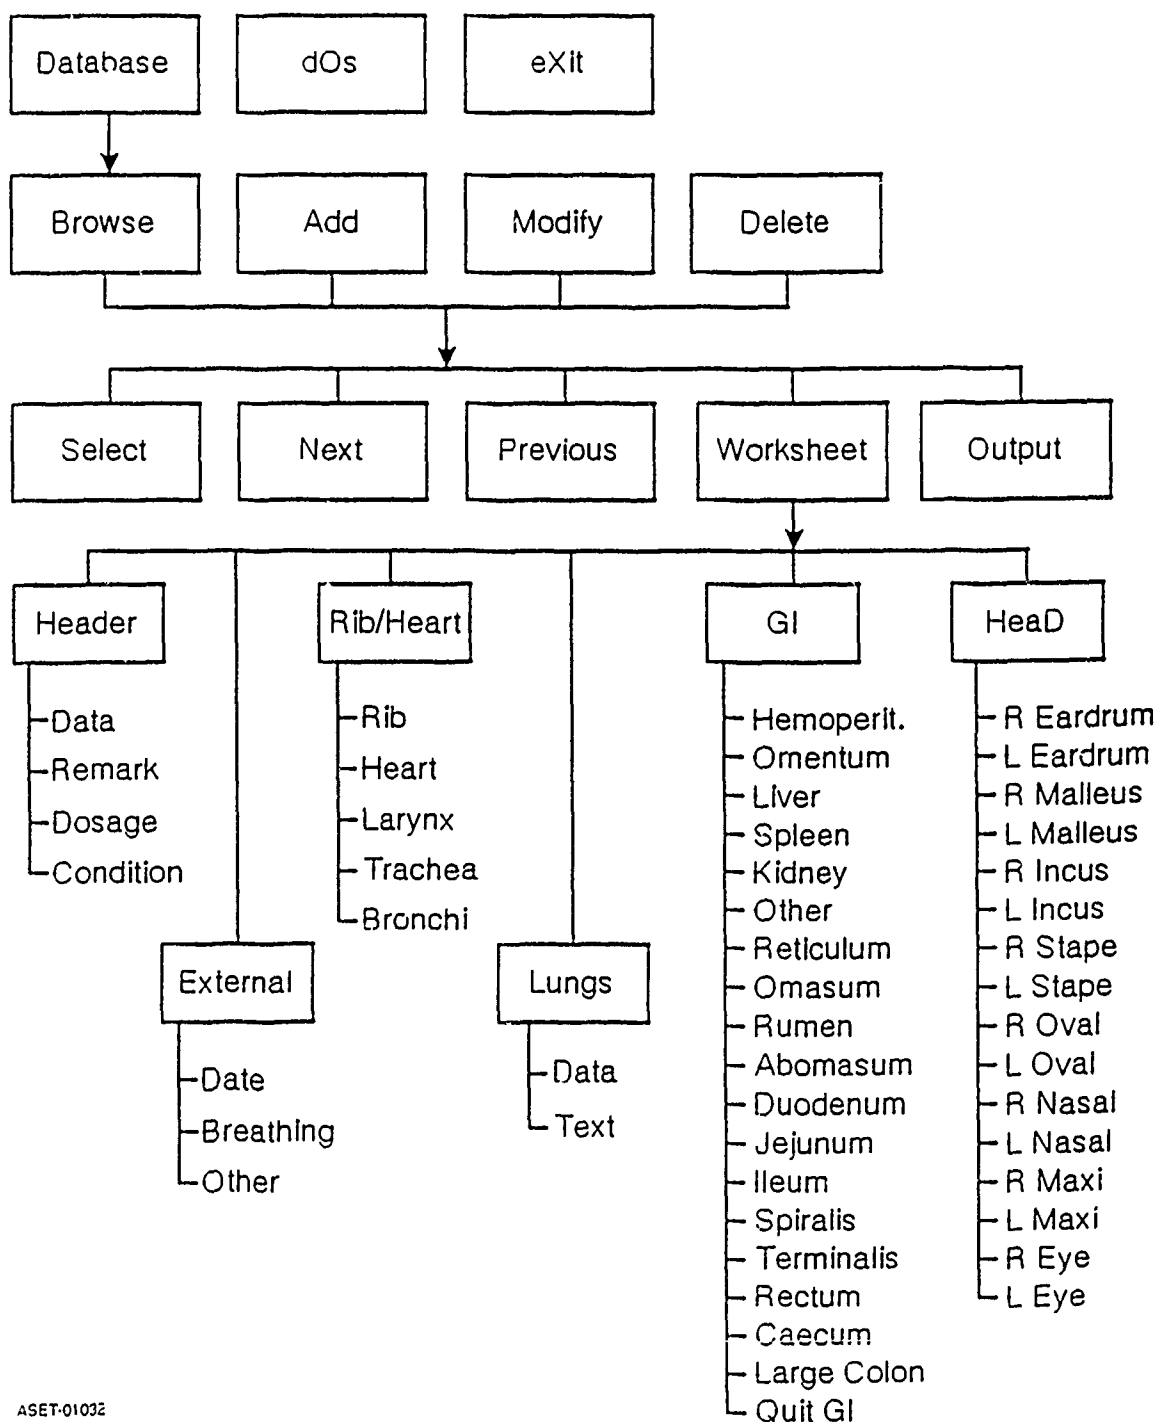 Database
dOs
eXit
Browse
Add
Modify
Delete
Select
Next
Previous
Worksheet
Output
Header
Rib/Heart
GI
HeaD
Data
Remark
Dosage
Condition
Rib
Heart
Larynx
Trachea
Bronchi
External
Date
Breathing
Other
Lungs
Data
Text
Hemoperit.
Omentum
Liver
Spleen
Kidney
Other
Reticulum
Omasum
Rumen
Abomasum
Duodenum
Jejunum
Ileum
Spiralis
Terminalis
Rectum
Caecum
Large Colon
Quit GI
R Eardrum
L Eardrum
R Malleus
L Malleus
R Incus
L Incus
R Stape
L Stape
R Oval
L Oval
R Nasal
L Nasal
R Maxi
L Maxi
R Eye
L Eye
ASET-01032